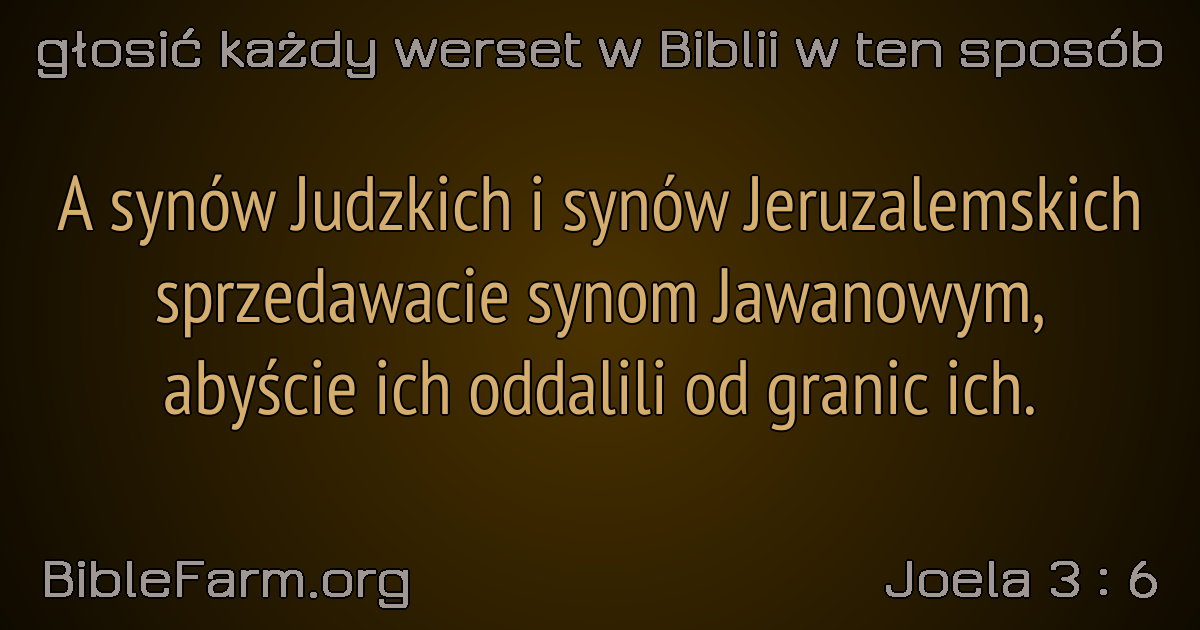 głosić każdy werset w Biblii w ten sposób
A synów Judzkich i synów Jeruzalemskich
sprzedawacie synom Jawanowym,
abyście ich oddalili od granic ich.
BibleFarm.org
Joela 3 : 6